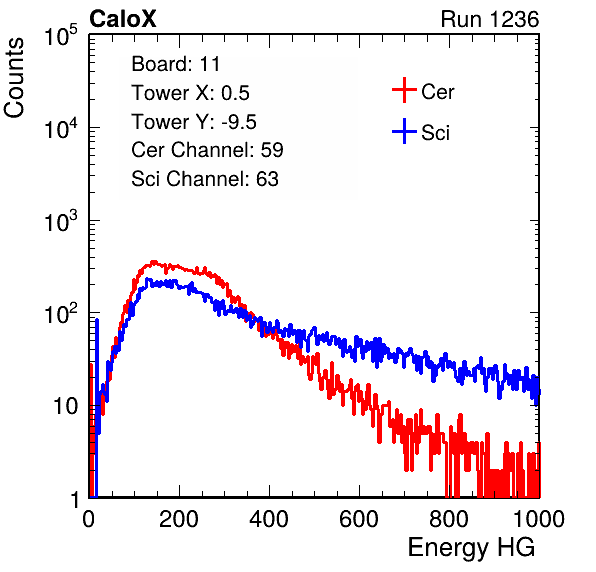 CaloX Run 1236
Counts
Board: 11
Tower X: 0.5
Tower Y: -9.5
Cer Channel: 59
Sci Channel: 63
Cer
Sci
10^5
10^4
10^3
10^2
10
1
0 200 400 600 800 1000
Energy HG